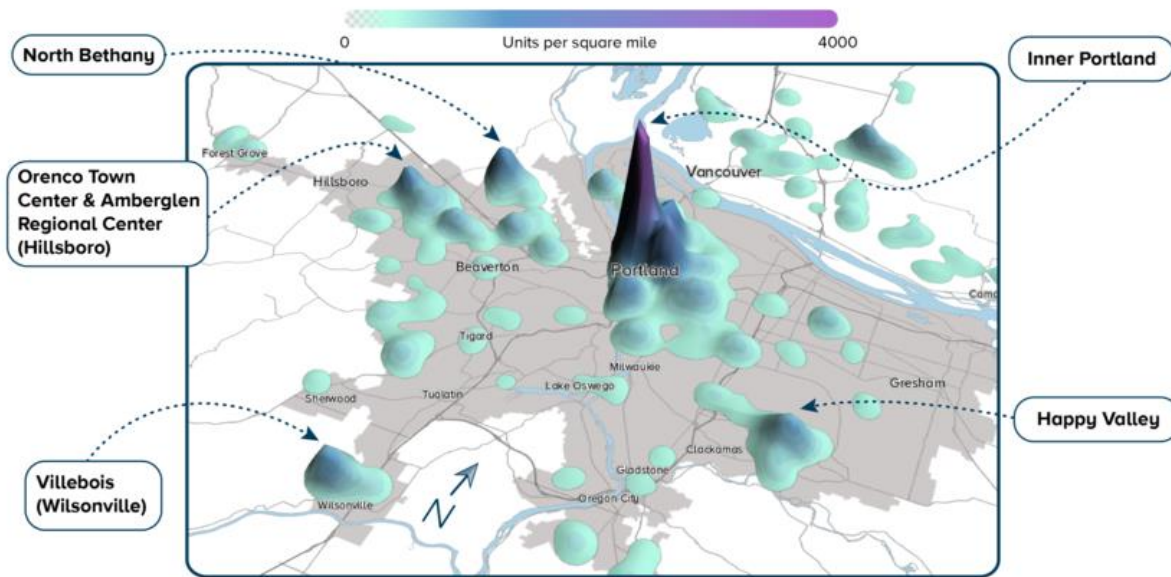 0
Units per square mile
4000
North Bethany
Inner Portland
Forest Grove
Orenco Town
Center & Amberglen
Regional Center
(Hillsboro)
Hillsboro
Vancouver
Beaverton
Portland
Camas
Tigard
Milwaukee
Gresham
Lake Oswego
Sherwood
Tualatin
Happy Valley
Clackamas
Villebois
(Wilsonville)
Gladstone
Wilsonville
N
Oregon City